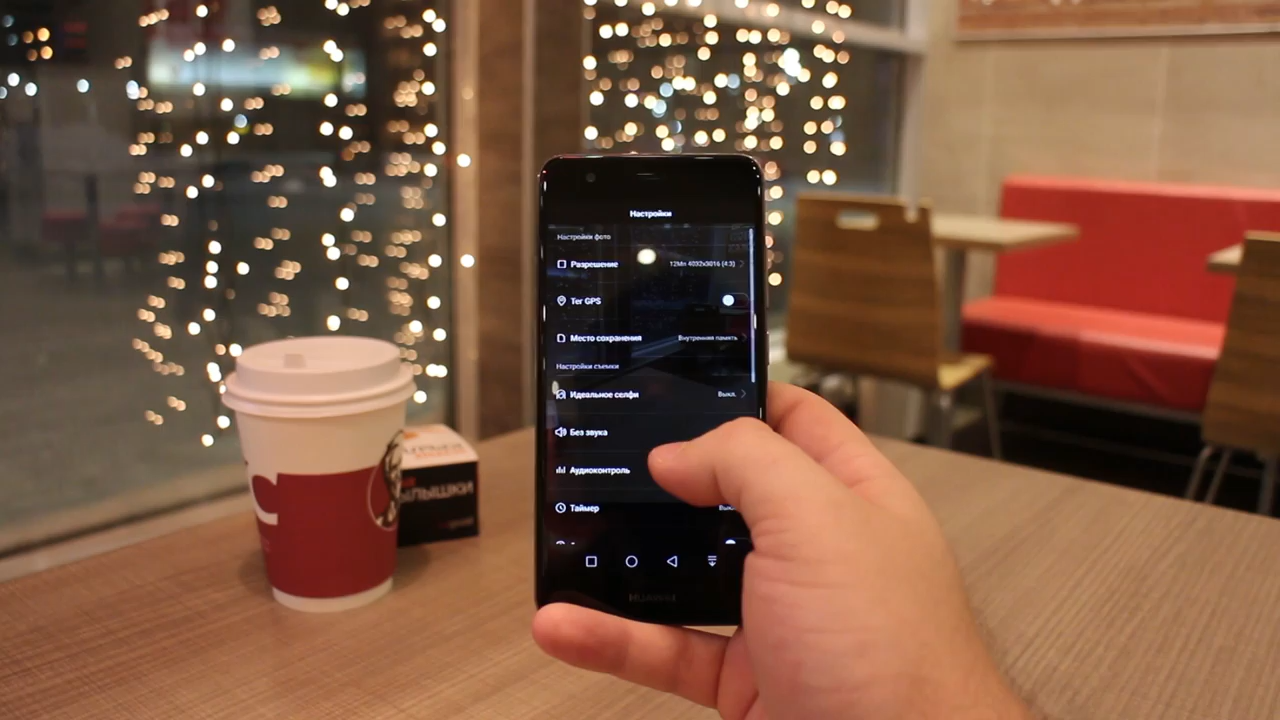 Настройки
Настройки фото
Разрешение 12Мп 4032x3016 (4:3)
Тег GPS
Место сохранения Внутренняя память
Настройки съемки
Идеальное селфи Выкл.
Без звука
Аудиоконтроль
Таймер
HUAWEI